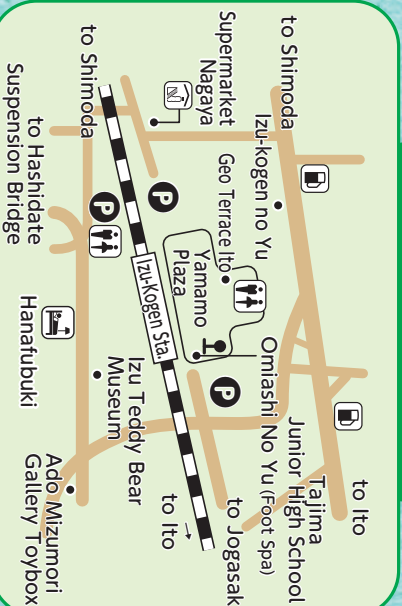 to Shimoda
Izu-kogen no Yu
Supermarket
Nagaya
Geo Terrace Ito
to Shimoda
P
P
Yamamo
Plaza
Izu-Kogen Sta.
to Hashidate
Suspension Bridge
Hanafubuki
Omiashi No Yu (Foot Spa)
P
Izu Teddy Bear
Museum
to Ito
Tajima
Junior High School
to Jogasak
to Ito
Ado Mizumori
Gallery Toybox